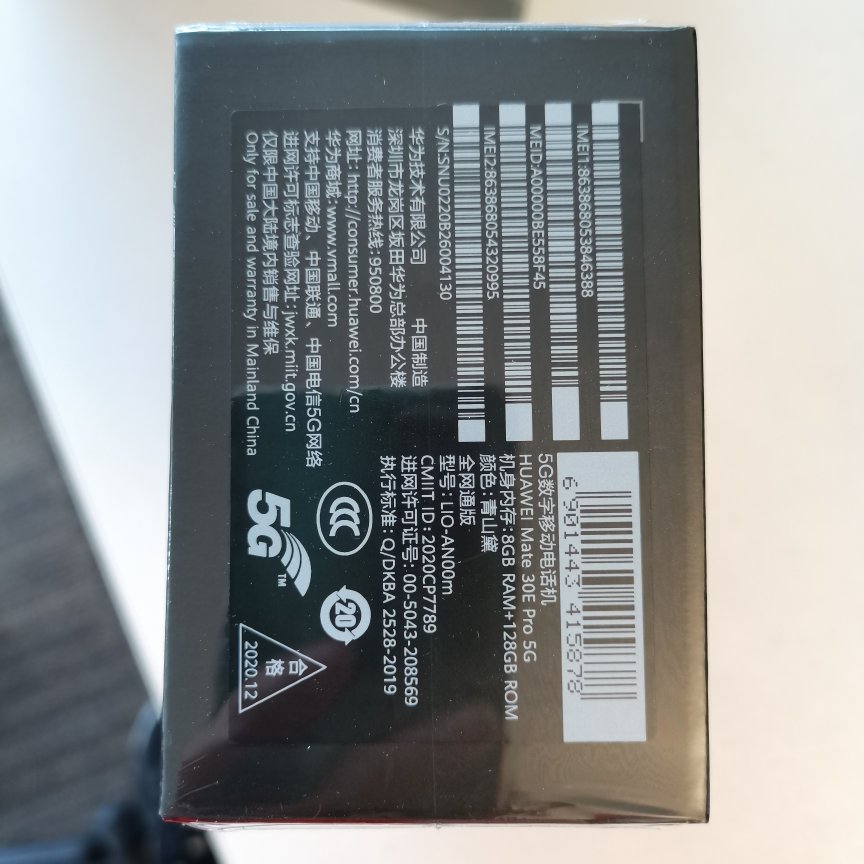 IMEI1:863868053846388
MEID:A00000BE558F45
IMEI2:863868054320995
S/N:SNU0220B26004130
华为技术有限公司 中国制造
深圳市龙岗区坂田华为总部办公楼
消费者服务热线:950800
网址: http://consumer.huawei.com/cn
华为商城: www.vmall.com
支持中国移动、中国联通、中国电信5G网络
进网许可标志查验网址: jwxk.miit.gov.cn
仅限中国大陆境内销售与维保
Only for sale and warranty in Mainland China
6 901443 415878
5G数字移动电话机
HUAWEI Mate 30E Pro 5G
机身内存: 8GB RAM+128GB ROM
颜色: 青山黛
全网通版
型号: LIO-AN00m
CMIIT ID: 2020CP7789
进网许可证号: 00-5043-208569
执行标准: Q/DKBA 2528-2019
CCC
20
5G™
合格
2020.12